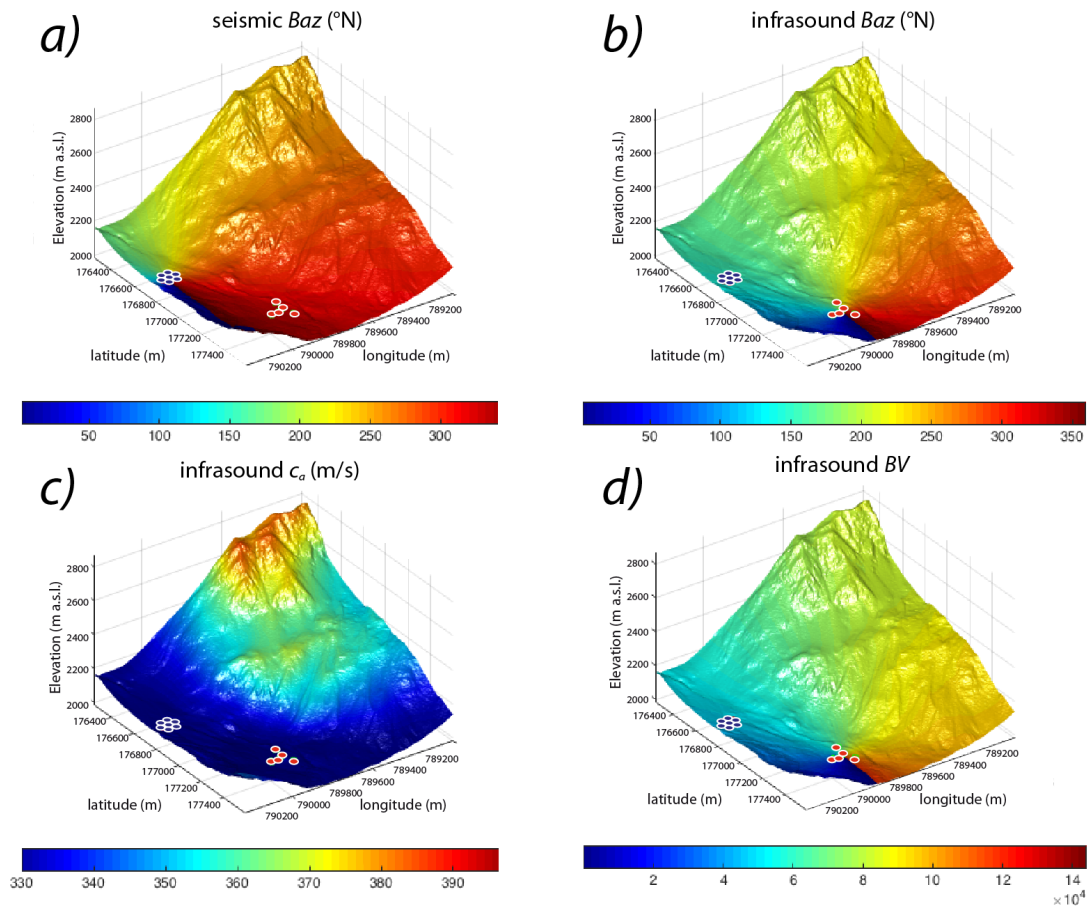 a)
seismic Baz (°N)
Elevation (m a.s.l.)
2800
2600
2400
2200
2000
176400
176600
176800
177000
177200
177400
latitude (m)
790200
790000
789800
789600
789400
789200
longitude (m)
50 100 150 200 250 300
b)
infrasound Baz (°N)
Elevation (m a.s.l.)
2800
2600
2400
2200
2000
176400
176600
176800
177000
177200
177400
latitude (m)
790200
790000
789800
789600
789400
789200
longitude (m)
50 100 150 200 250 300 350
c)
infrasound cₐ (m/s)
Elevation (m a.s.l.)
2800
2600
2400
2200
2000
176400
176600
176800
177000
177200
177400
latitude (m)
790200
790000
789800
789600
789400
789200
longitude (m)
330 340 350 360 370 380 390
d)
infrasound BV
Elevation (m a.s.l.)
2800
2600
2400
2200
2000
176400
176600
176800
177000
177200
177400
latitude (m)
790200
790000
789800
789600
789400
789200
longitude (m)
2 4 6 8 10 12 14
×10⁴